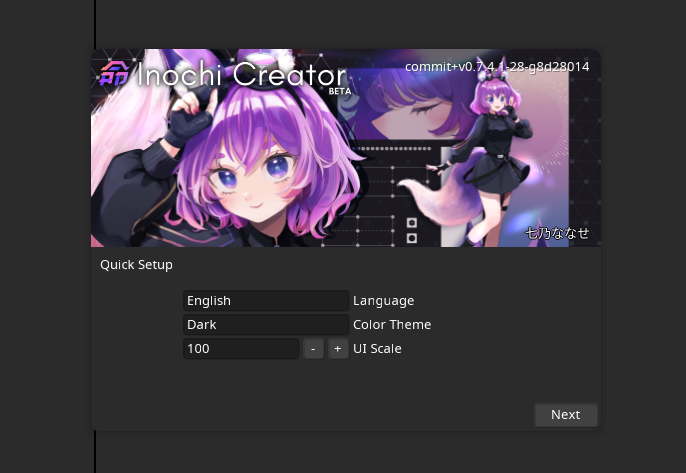 命 Inochi Creator
BETA
commit+v0.7.4.1-28-g8d28014
七乃ななせ
Quick Setup
English Language
Dark Color Theme
100 - + UI Scale
Next